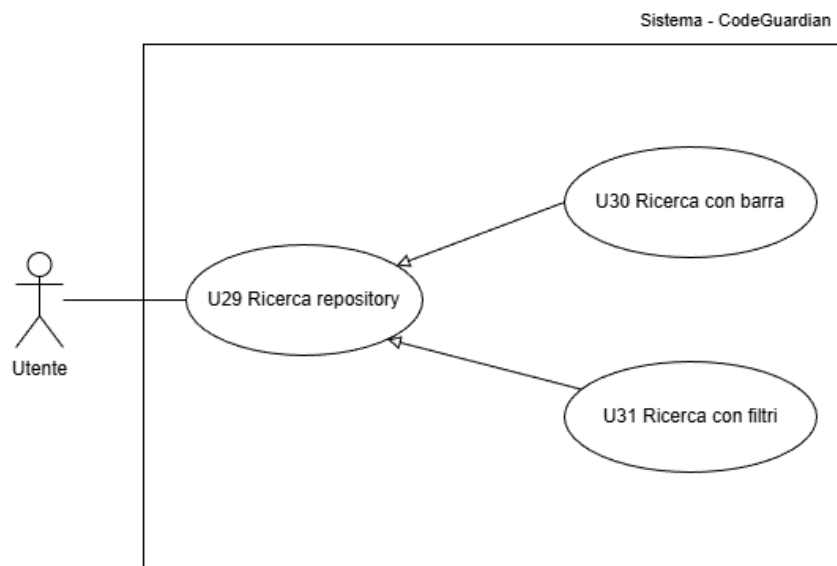 Sistema - CodeGuardian
U30 Ricerca con barra
U29 Ricerca repository
Utente
U31 Ricerca con filtri